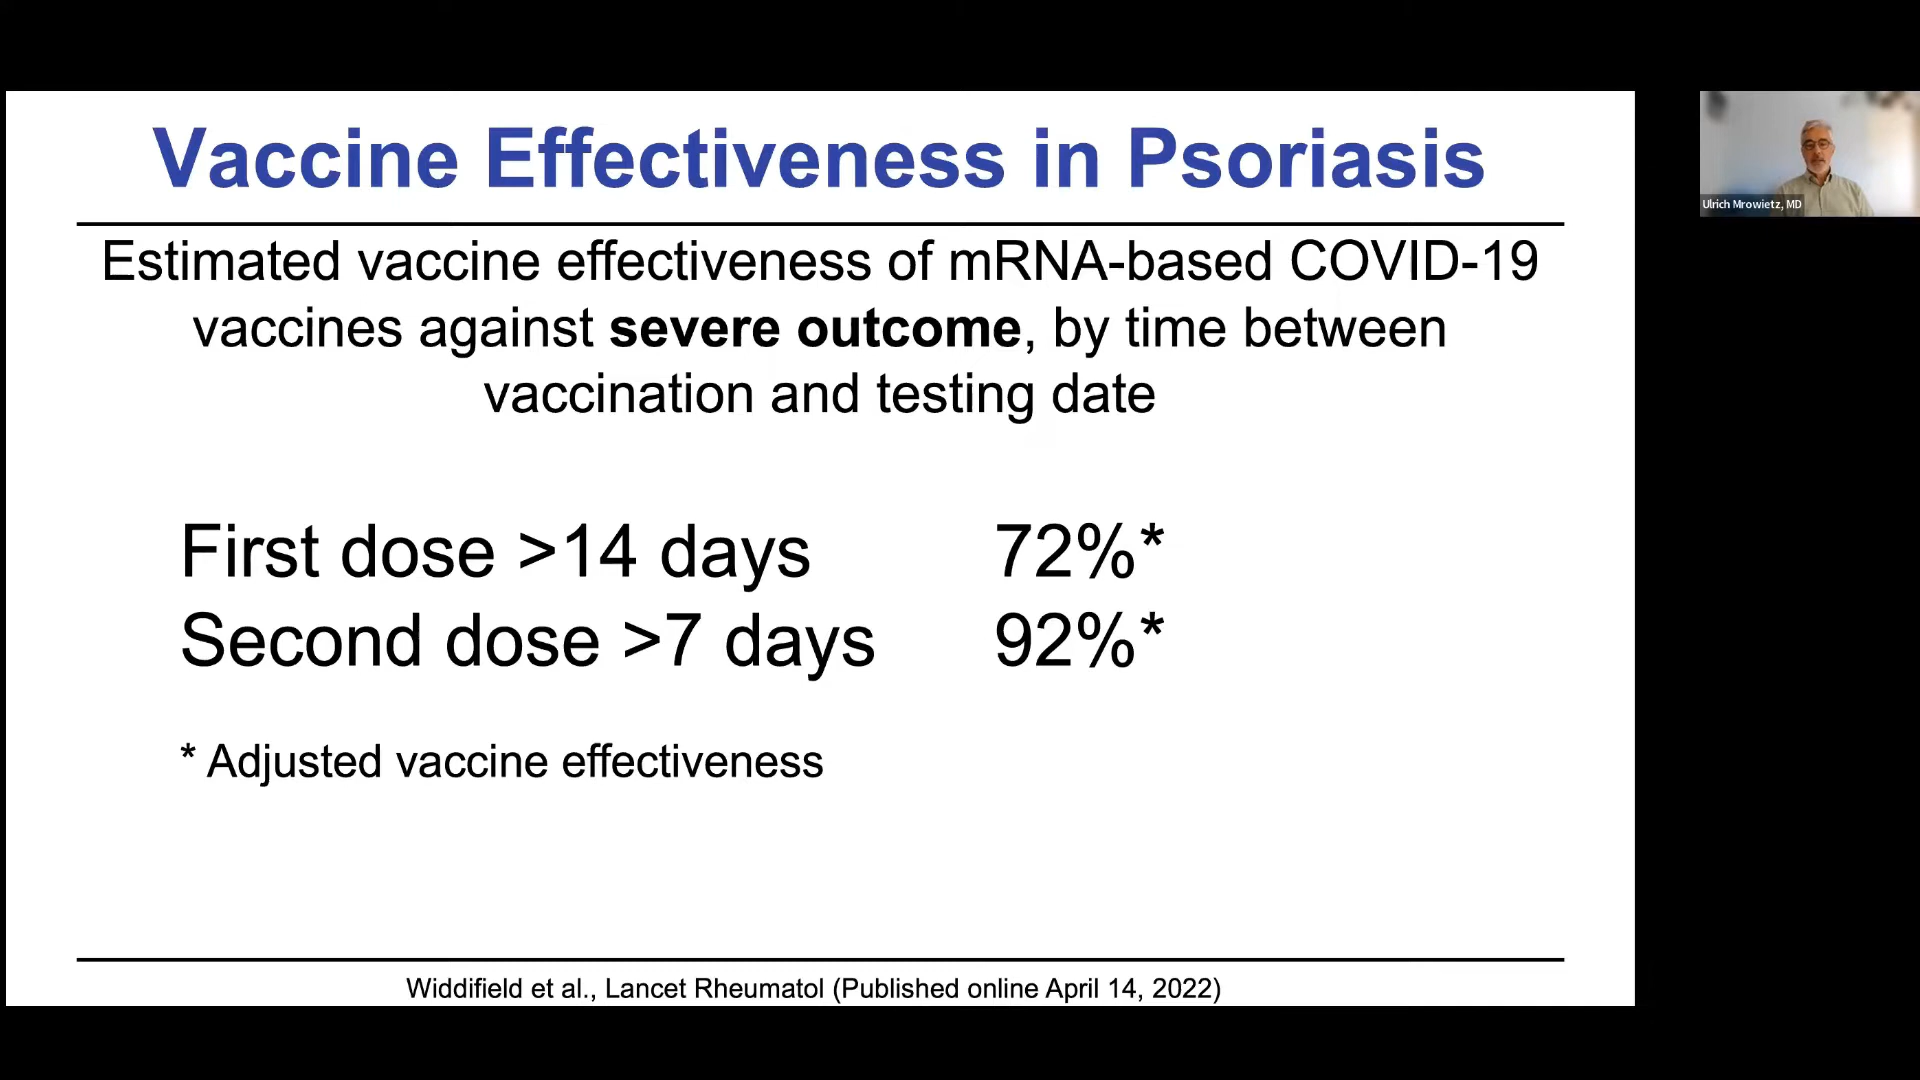 Vaccine Effectiveness in Psoriasis
Estimated vaccine effectiveness of mRNA-based COVID-19
vaccines against severe outcome, by time between
vaccination and testing date
First dose >14 days 72%*
Second dose >7 days 92%*
* Adjusted vaccine effectiveness
Widdifield et al., Lancet Rheumatol (Published online April 14, 2022)
Ulrich Mrowietz, MD